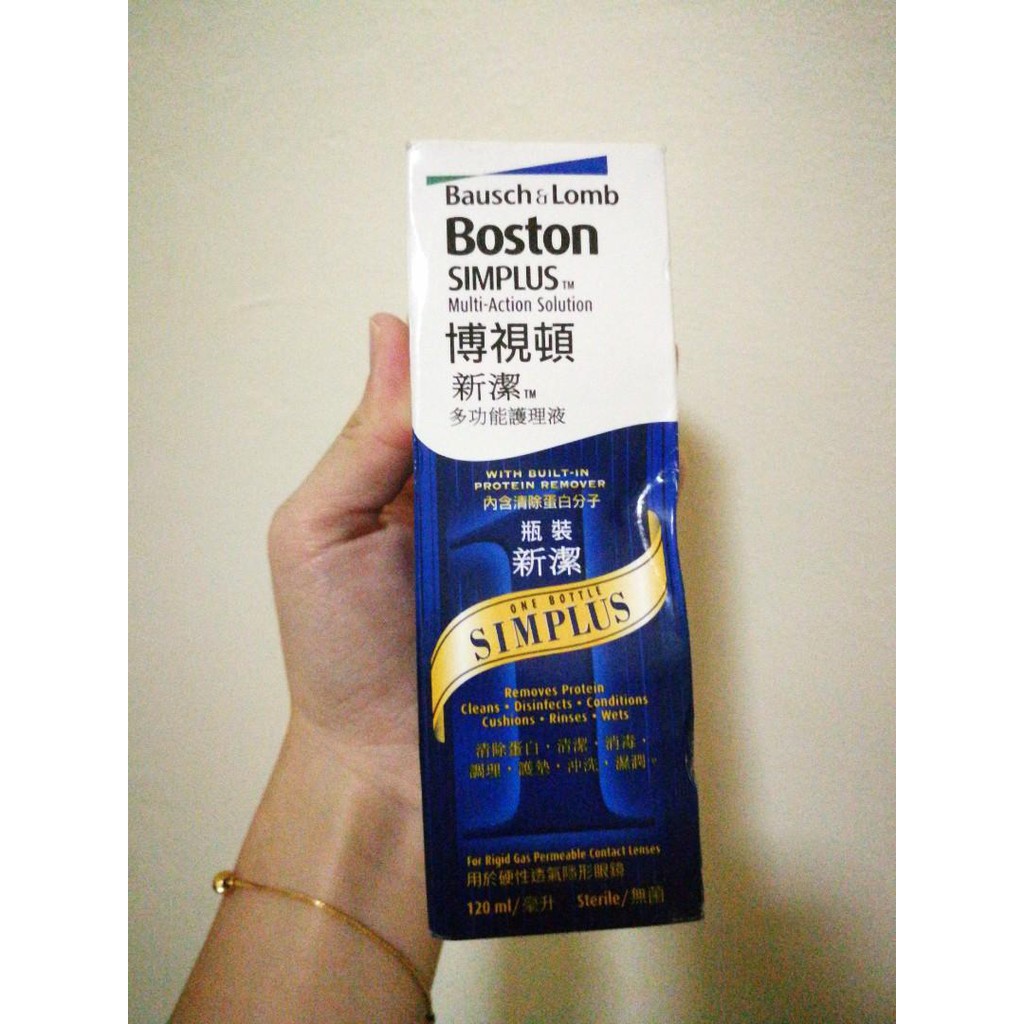 Bausch & Lomb
Boston
SIMPLUS™
Multi-Action Solution
博視頓
新潔™
多功能護理液
WITH BUILT-IN
PROTEIN REMOVER
內含清除蛋白分子
瓶裝
新潔
ONE BOTTLE
SIMPLUS
Removes Protein
Cleans • Disinfects • Conditions
Cushions • Rinses • Wets
清除蛋白・清潔・消毒・
調理・護墊・沖洗・濕潤。
For Rigid Gas Permeable Contact Lenses
用於硬性透氣隱形眼鏡
120 ml/毫升 Sterile/無菌